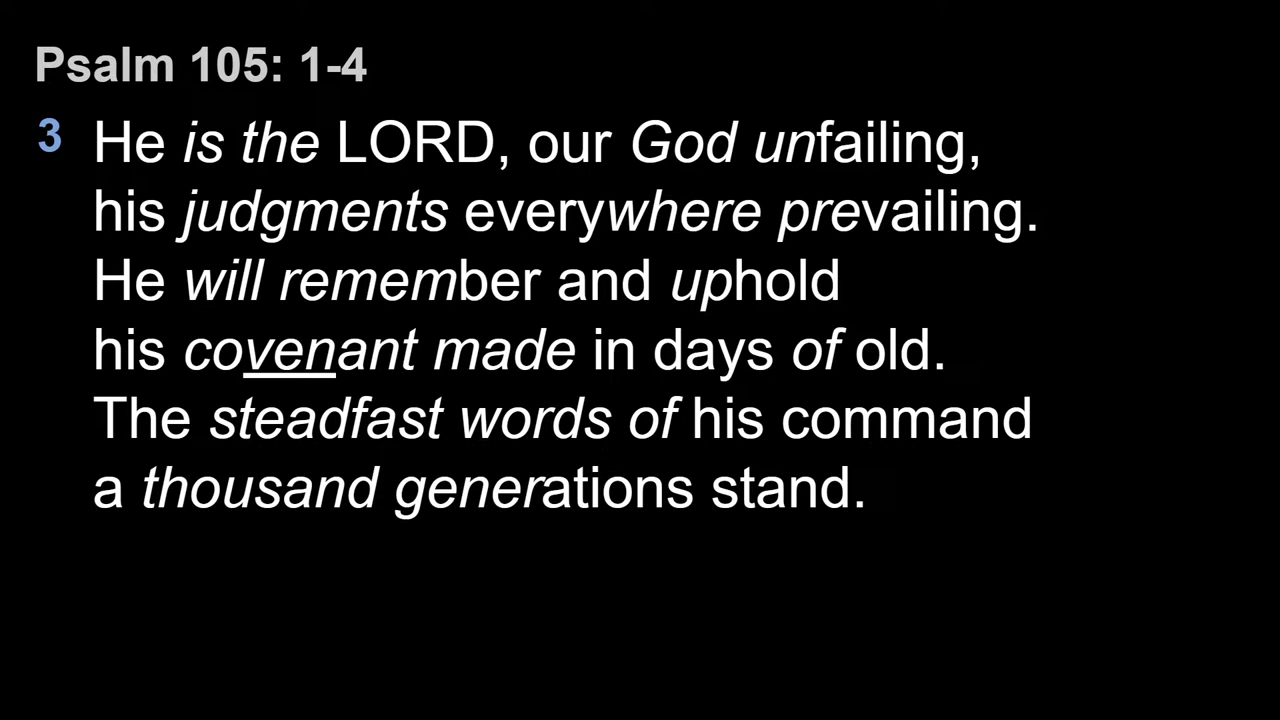 Psalm 105: 1-4
3 He is the LORD, our God unfailing,
his judgments everywhere prevailing.
He will remember and uphold
his covenant made in days of old.
The steadfast words of his command
a thousand generations stand.